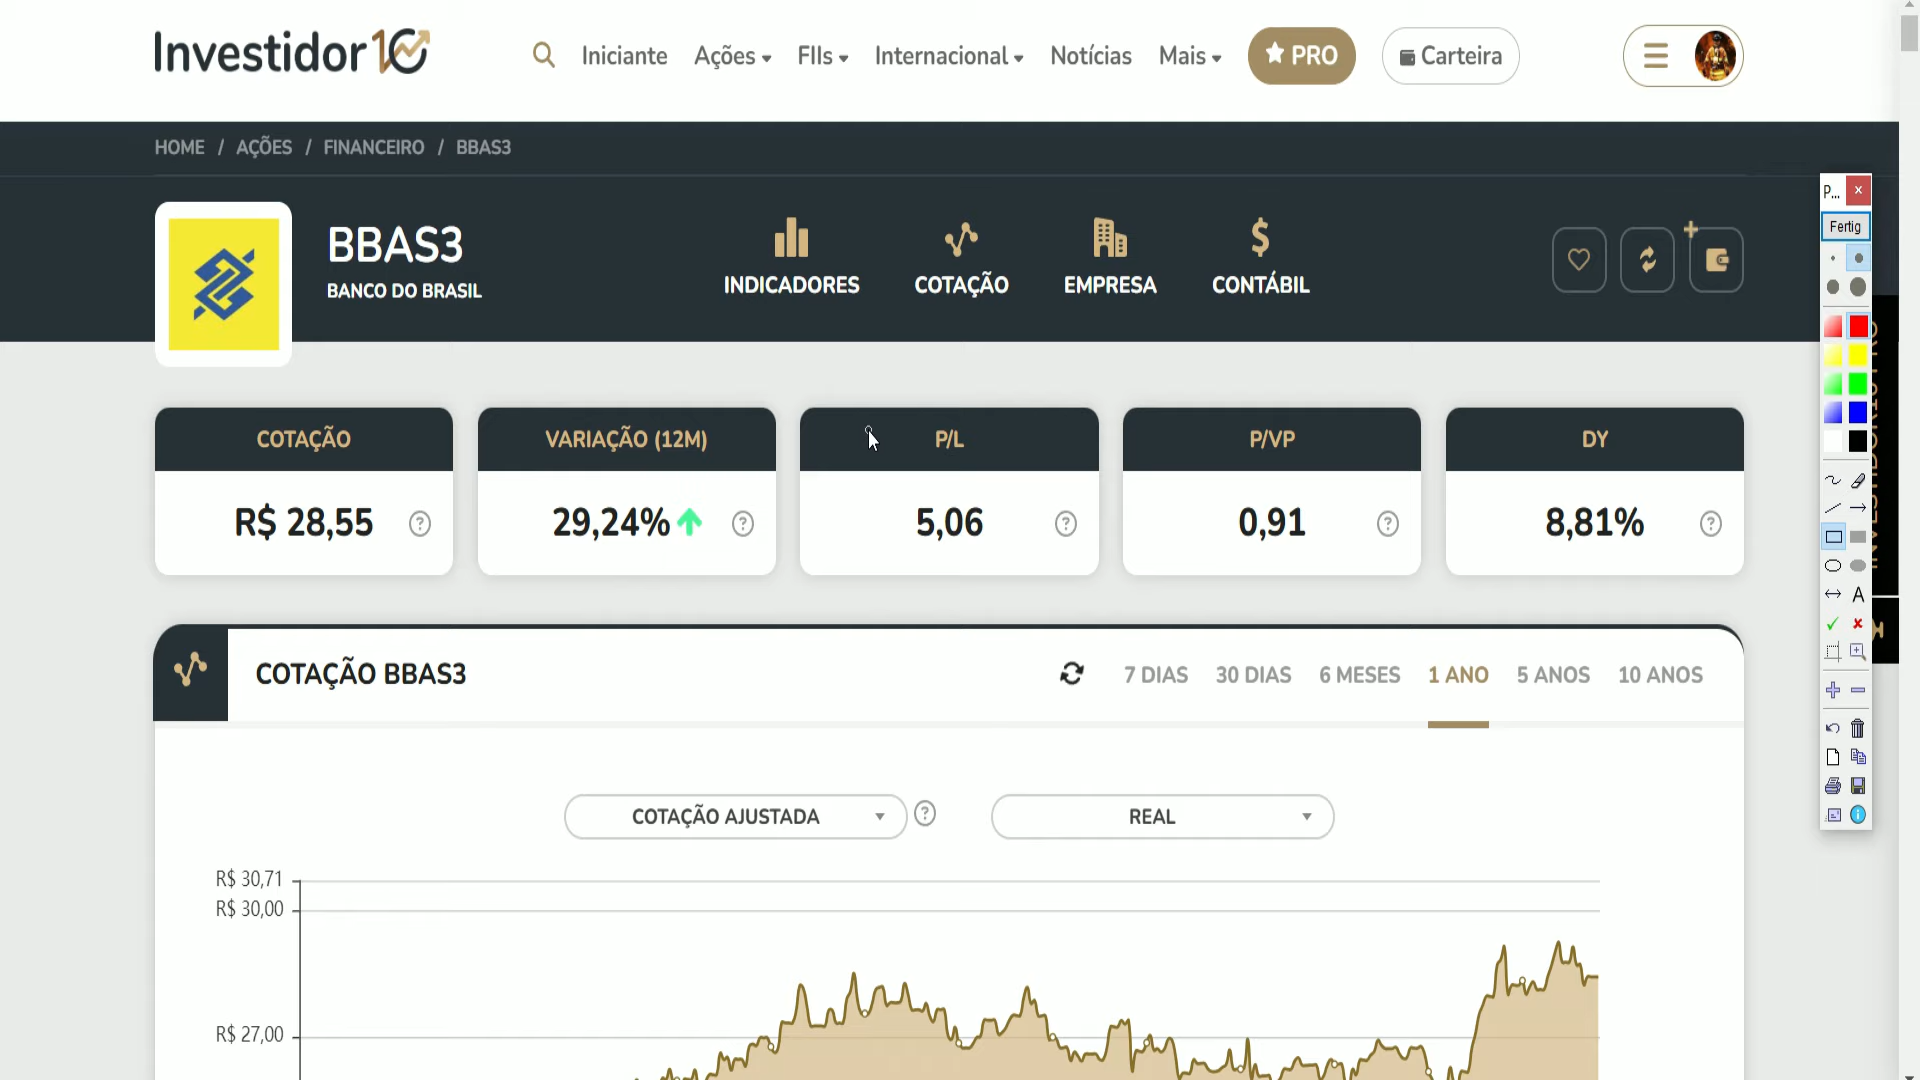 Investidor10
Iniciante
Ações
FIIs
Internacional
Notícias
Mais
PRO
Carteira
HOME / AÇÕES / FINANCEIRO / BBAS3
BBAS3
BANCO DO BRASIL
INDICADORES
COTAÇÃO
EMPRESA
CONTÁBIL
P...
Fertig
COTAÇÃO
R$ 28,55
VARIAÇÃO (12M)
29,24%
P/L
5,06
P/VP
0,91
DY
8,81%
A
COTAÇÃO BBAS3
7 DIAS
30 DIAS
6 MESES
1 ANO
5 ANOS
10 ANOS
COTAÇÃO AJUSTADA
REAL
R$ 30,71
R$ 30,00
R$ 27,00